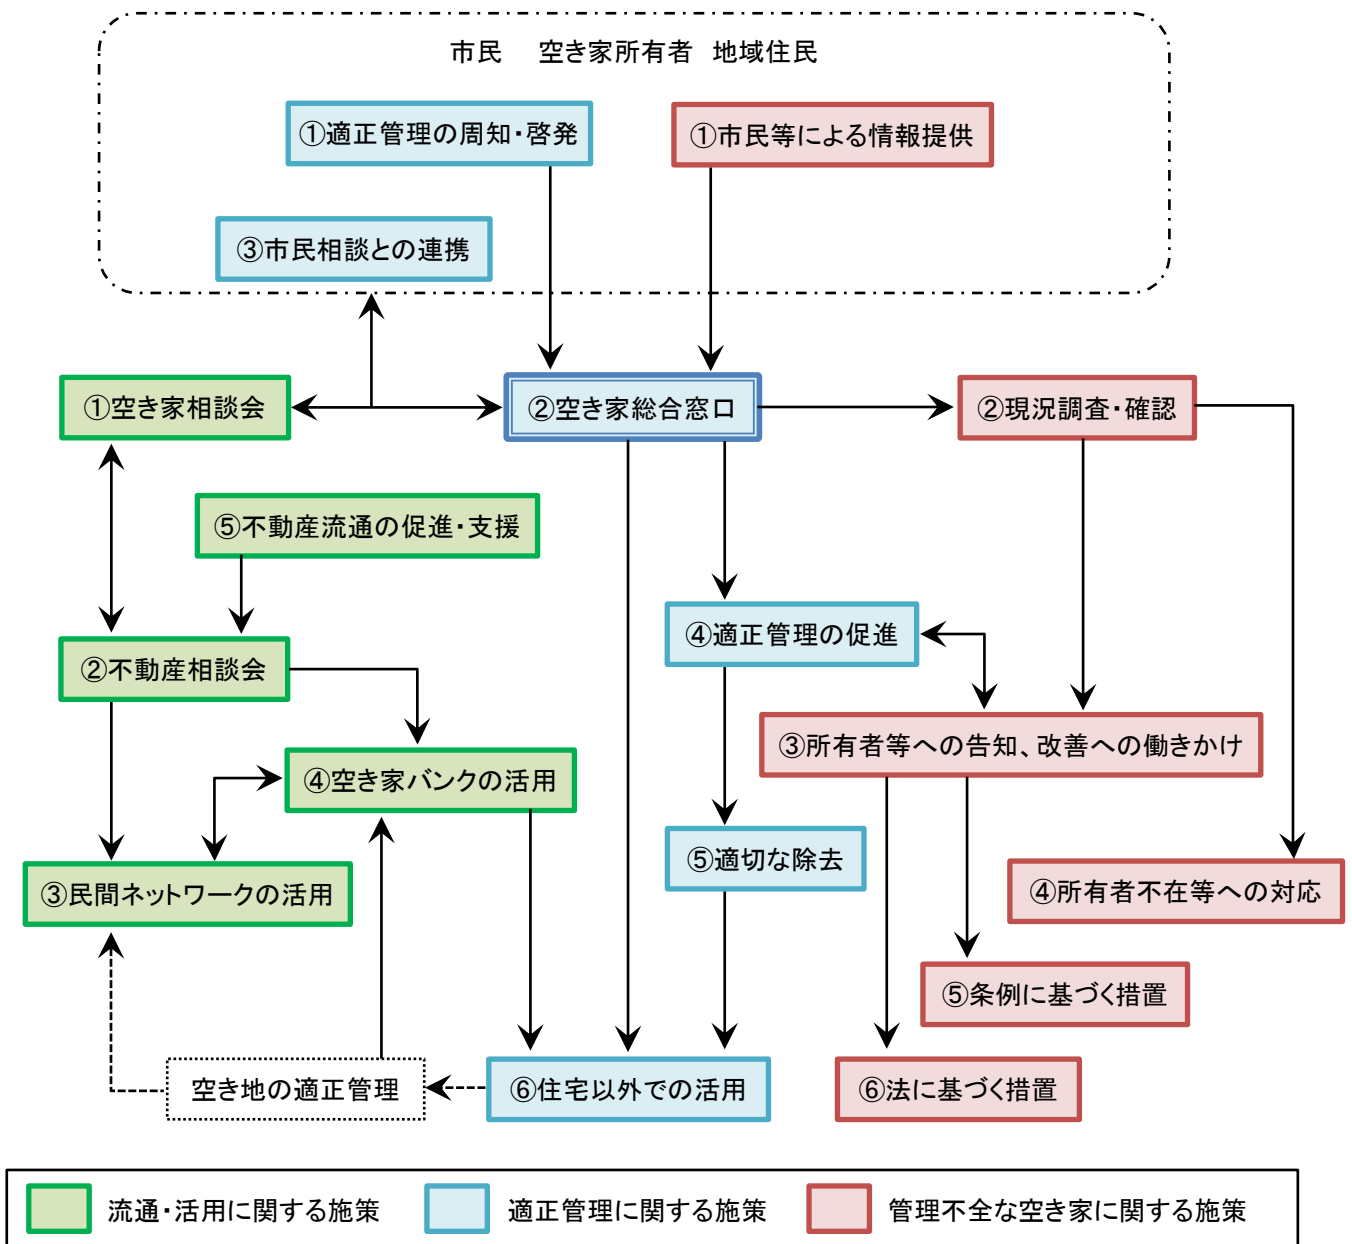 市民　空き家所有者　地域住民
①適正管理の周知・啓発
①市民等による情報提供
③市民相談との連携
①空き家相談会
②空き家総合窓口
②現況調査・確認
⑤不動産流通の促進・支援
④適正管理の促進
②不動産相談会
③所有者等への告知、改善への働きかけ
④空き家バンクの活用
⑤適切な除去
③民間ネットワークの活用
④所有者不在等への対応
⑤条例に基づく措置
空き地の適正管理
⑥住宅以外での活用
⑥法に基づく措置
流通・活用に関する施策
適正管理に関する施策
管理不全な空き家に関する施策